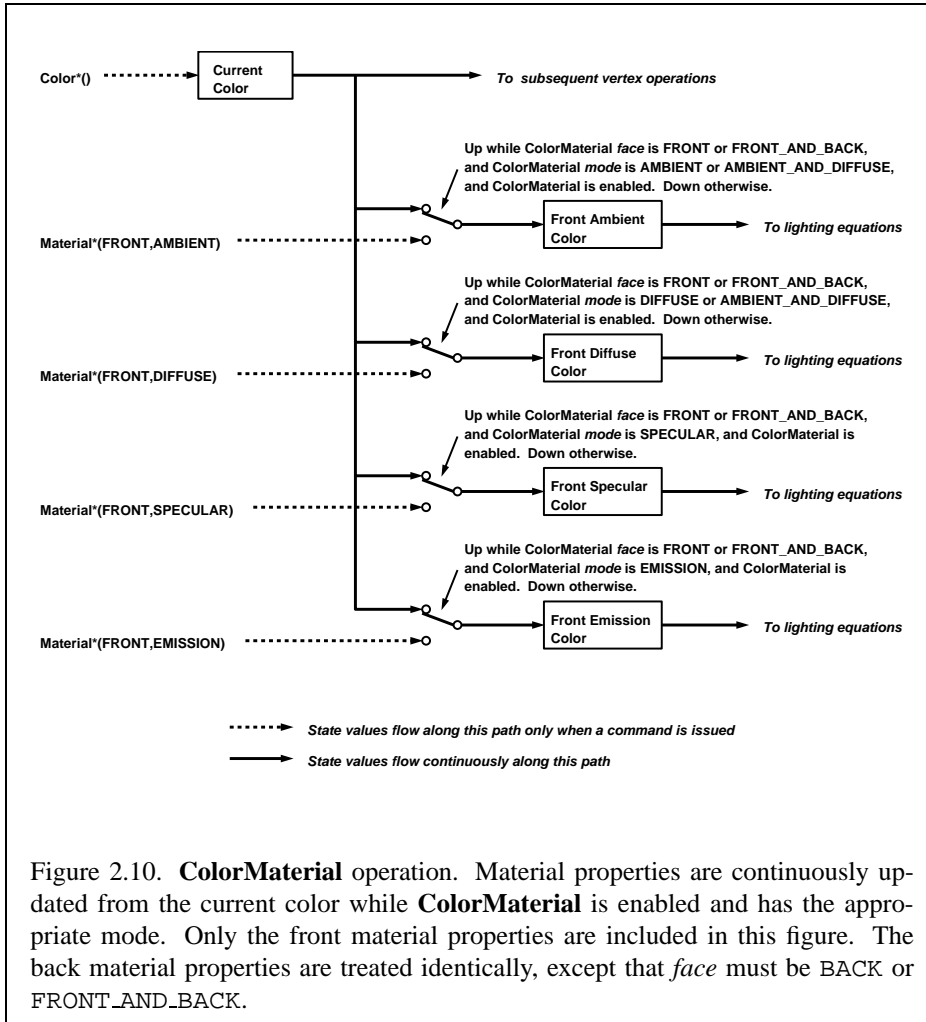 Color*()
Current
Color
To subsequent vertex operations
Up while ColorMaterial face is FRONT or FRONT_AND_BACK,
and ColorMaterial mode is AMBIENT or AMBIENT_AND_DIFFUSE,
and ColorMaterial is enabled. Down otherwise.
Front Ambient
Color
To lighting equations
Material*(FRONT,AMBIENT)
Up while ColorMaterial face is FRONT or FRONT_AND_BACK,
and ColorMaterial mode is DIFFUSE or AMBIENT_AND_DIFFUSE,
and ColorMaterial is enabled. Down otherwise.
Front Diffuse
Color
To lighting equations
Material*(FRONT,DIFFUSE)
Up while ColorMaterial face is FRONT or FRONT_AND_BACK,
and ColorMaterial mode is SPECULAR, and ColorMaterial is
enabled. Down otherwise.
Front Specular
Color
To lighting equations
Material*(FRONT,SPECULAR)
Up while ColorMaterial face is FRONT or FRONT_AND_BACK,
and ColorMaterial mode is EMISSION, and ColorMaterial is
enabled. Down otherwise.
Front Emission
Color
To lighting equations
Material*(FRONT,EMISSION)
State values flow along this path only when a command is issued
State values flow continuously along this path
Figure 2.10. ColorMaterial operation. Material properties are continuously up-
dated from the current color while ColorMaterial is enabled and has the appro-
priate mode. Only the front material properties are included in this figure. The
back material properties are treated identically, except that face must be BACK or
FRONT_AND_BACK.